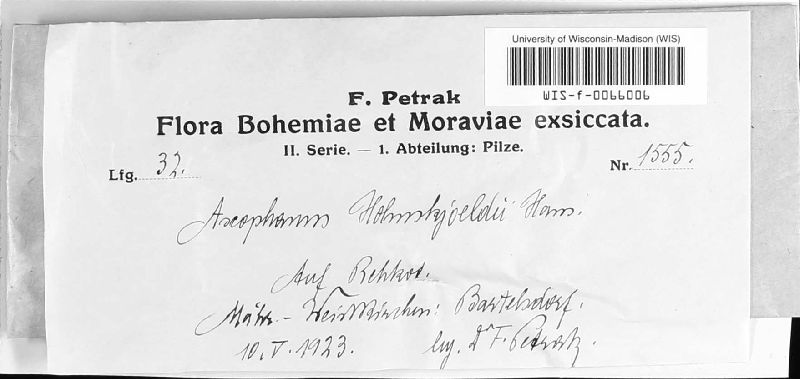 University of Wisconsin-Madison (WIS)
WIS-f-0066006
F. Petrak
Flora Bohemiae et Moraviae exsiccata.
II. Serie. — 1. Abteilung: Pilze.
Lfg. 32. Nr. 1555.
Ascophanus Holmskjoeldii Hans.
Auf Rehkot.
Mähr.-Weisskirchen: Bartelsdorf.
10.V.1923. leg. Dr F. Petrak.